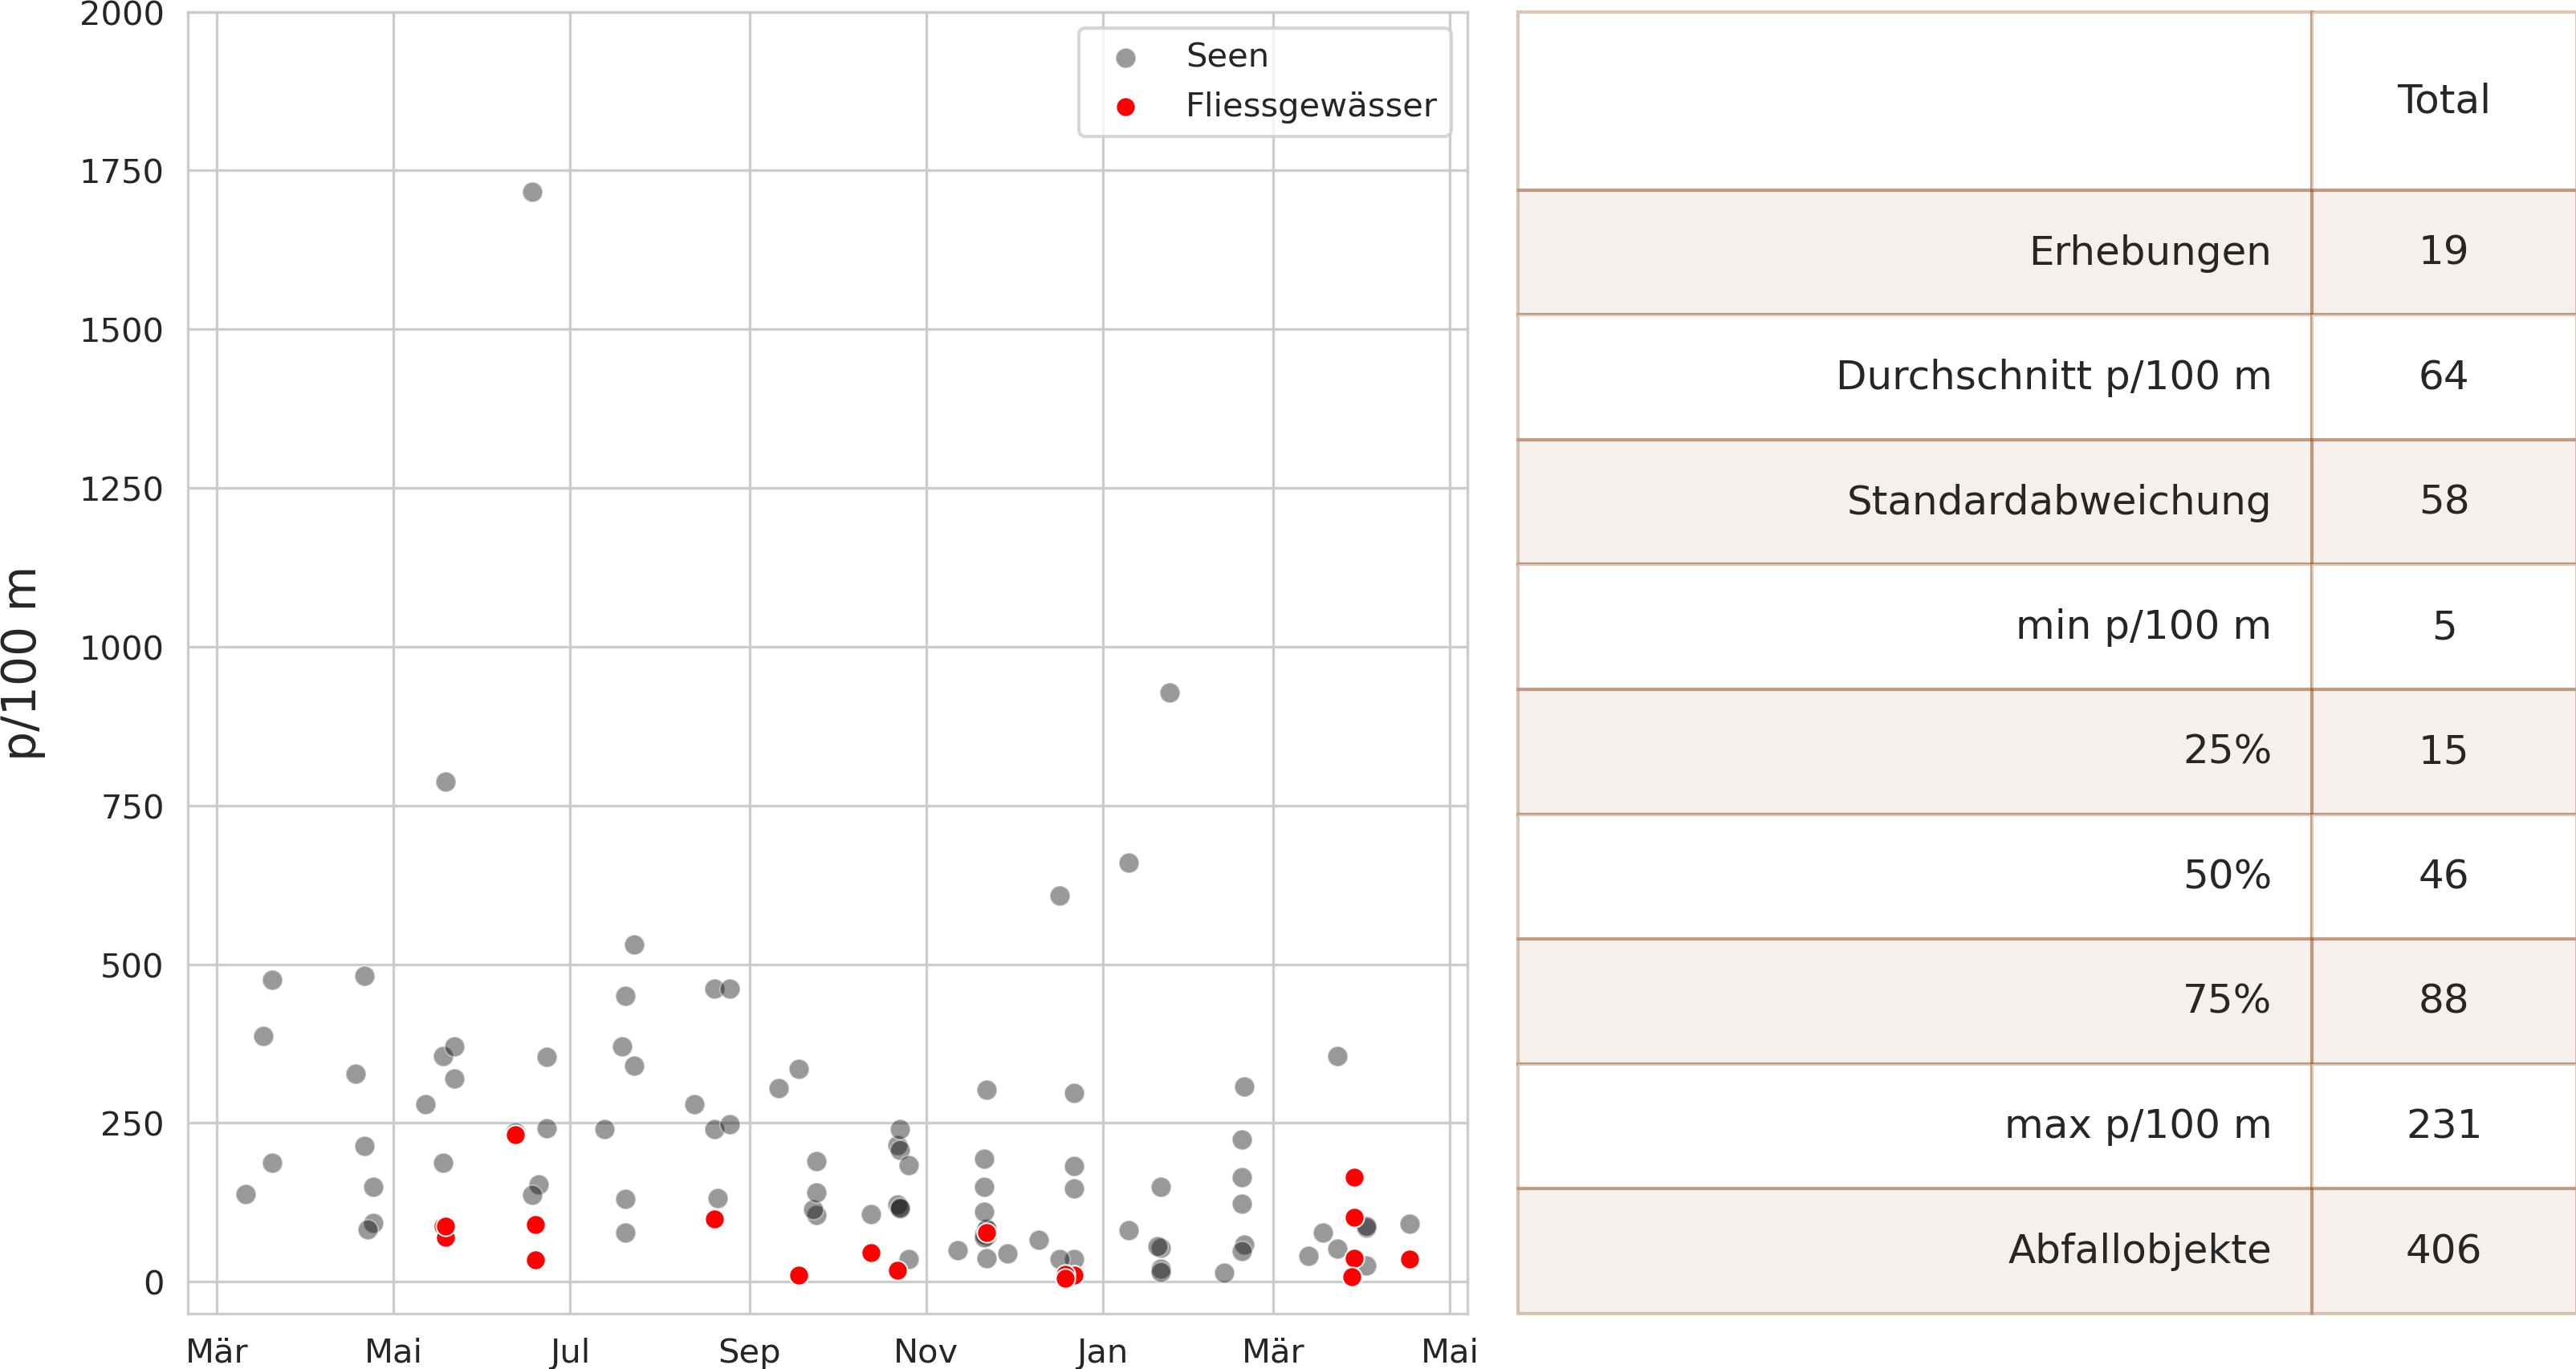 p/100 m
2000
1750
1500
1250
1000
750
500
250
0
Mär Mai Jul Sep Nov Jan Mär Mai
Seen
Fliessgewässer
Total
Erhebungen 19
Durchschnitt p/100 m 64
Standardabweichung 58
min p/100 m 5
25% 15
50% 46
75% 88
max p/100 m 231
Abfallobjekte 406